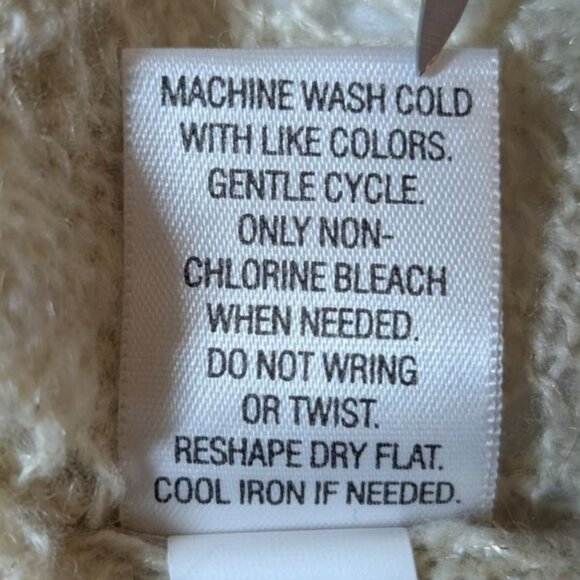 MACHINE WASH COLD
WITH LIKE COLORS.
GENTLE CYCLE.
ONLY NON-
CHLORINE BLEACH
WHEN NEEDED.
DO NOT WRING
OR TWIST.
RESHAPE DRY FLAT.
COOL IRON IF NEEDED.